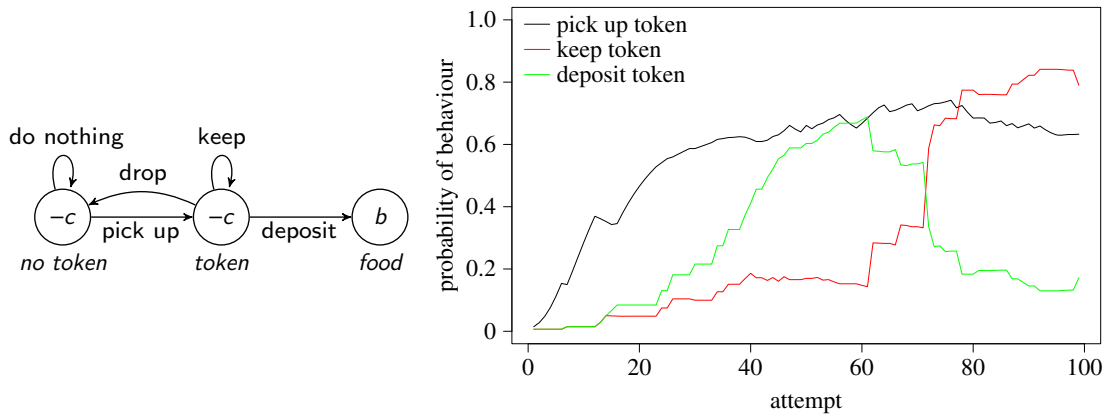 do nothing
keep
drop
–c
–c
b
pick up
deposit
no token
token
food
pick up token
keep token
deposit token
probability of behaviour
1.0
0.8
0.6
0.4
0.2
0
0
20
40
60
80
100
attempt